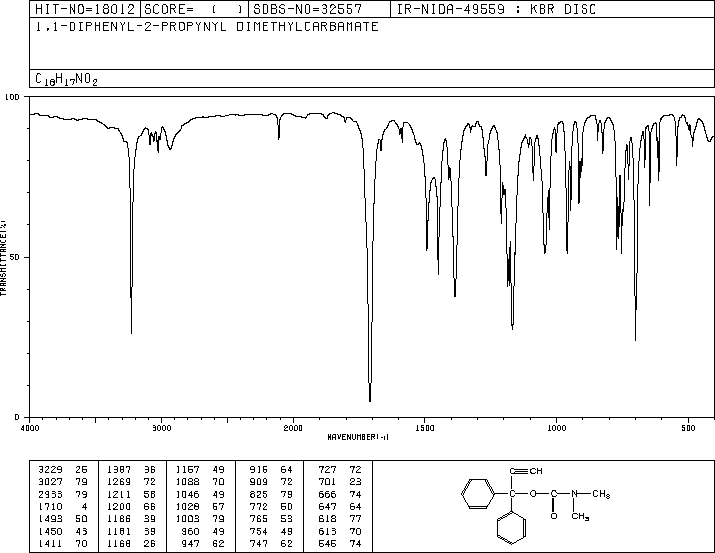 HIT-NO=18012 SCORE= ( ) SDBS-NO=32557 IR-NIDA-49559 : KBR DISC
1,1-DIPHENYL-2-PROPYNYL DIMETHYLCARBAMATE
C18H17NO2
100
50
0
TRANSMITTANCE(%)
4000 3000 2000 1500 1000 500
WAVENUMBER(-1)
3229 26 1387 36 1167 49 916 64 727 72
3027 79 1269 72 1088 70 909 72 701 23
2933 79 1211 58 1046 49 825 79 666 74
1710 4 1200 66 1028 57 772 50 647 64
1493 50 1186 39 1003 79 765 53 618 77
1450 43 1181 39 960 49 754 49 613 70
1411 70 1168 26 947 62 747 62 546 74
C≡CH
C O C N CH3
O CH3